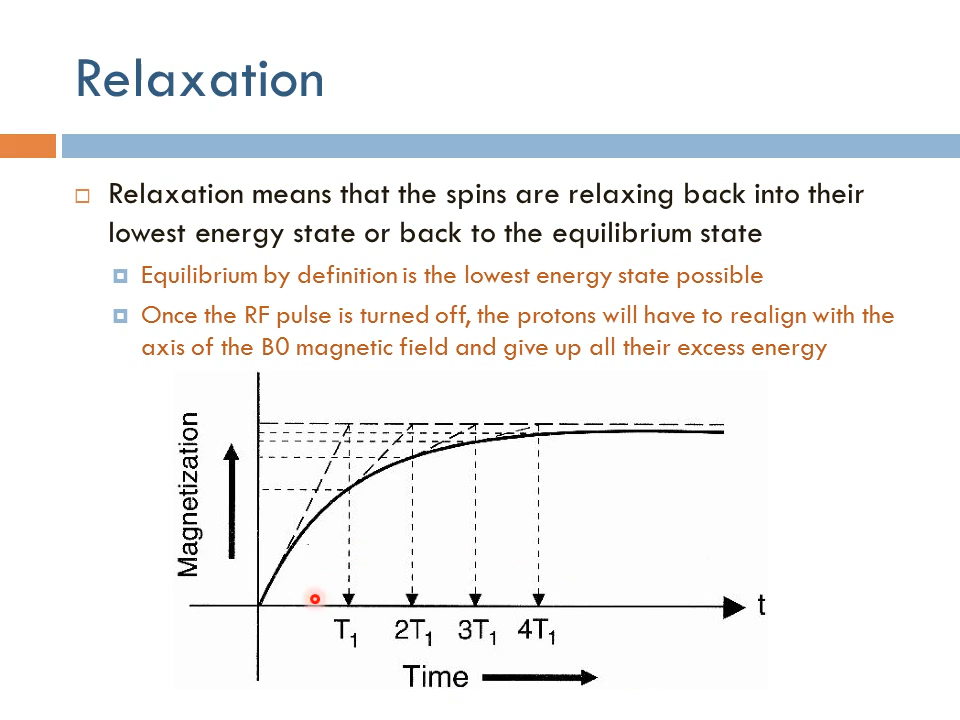 Relaxation
Relaxation means that the spins are relaxing back into their
lowest energy state or back to the equilibrium state
Equilibrium by definition is the lowest energy state possible
Once the RF pulse is turned off, the protons will have to realign with the
axis of the B0 magnetic field and give up all their excess energy
Magnetization
t
T1 2T1 3T1 4T1
Time